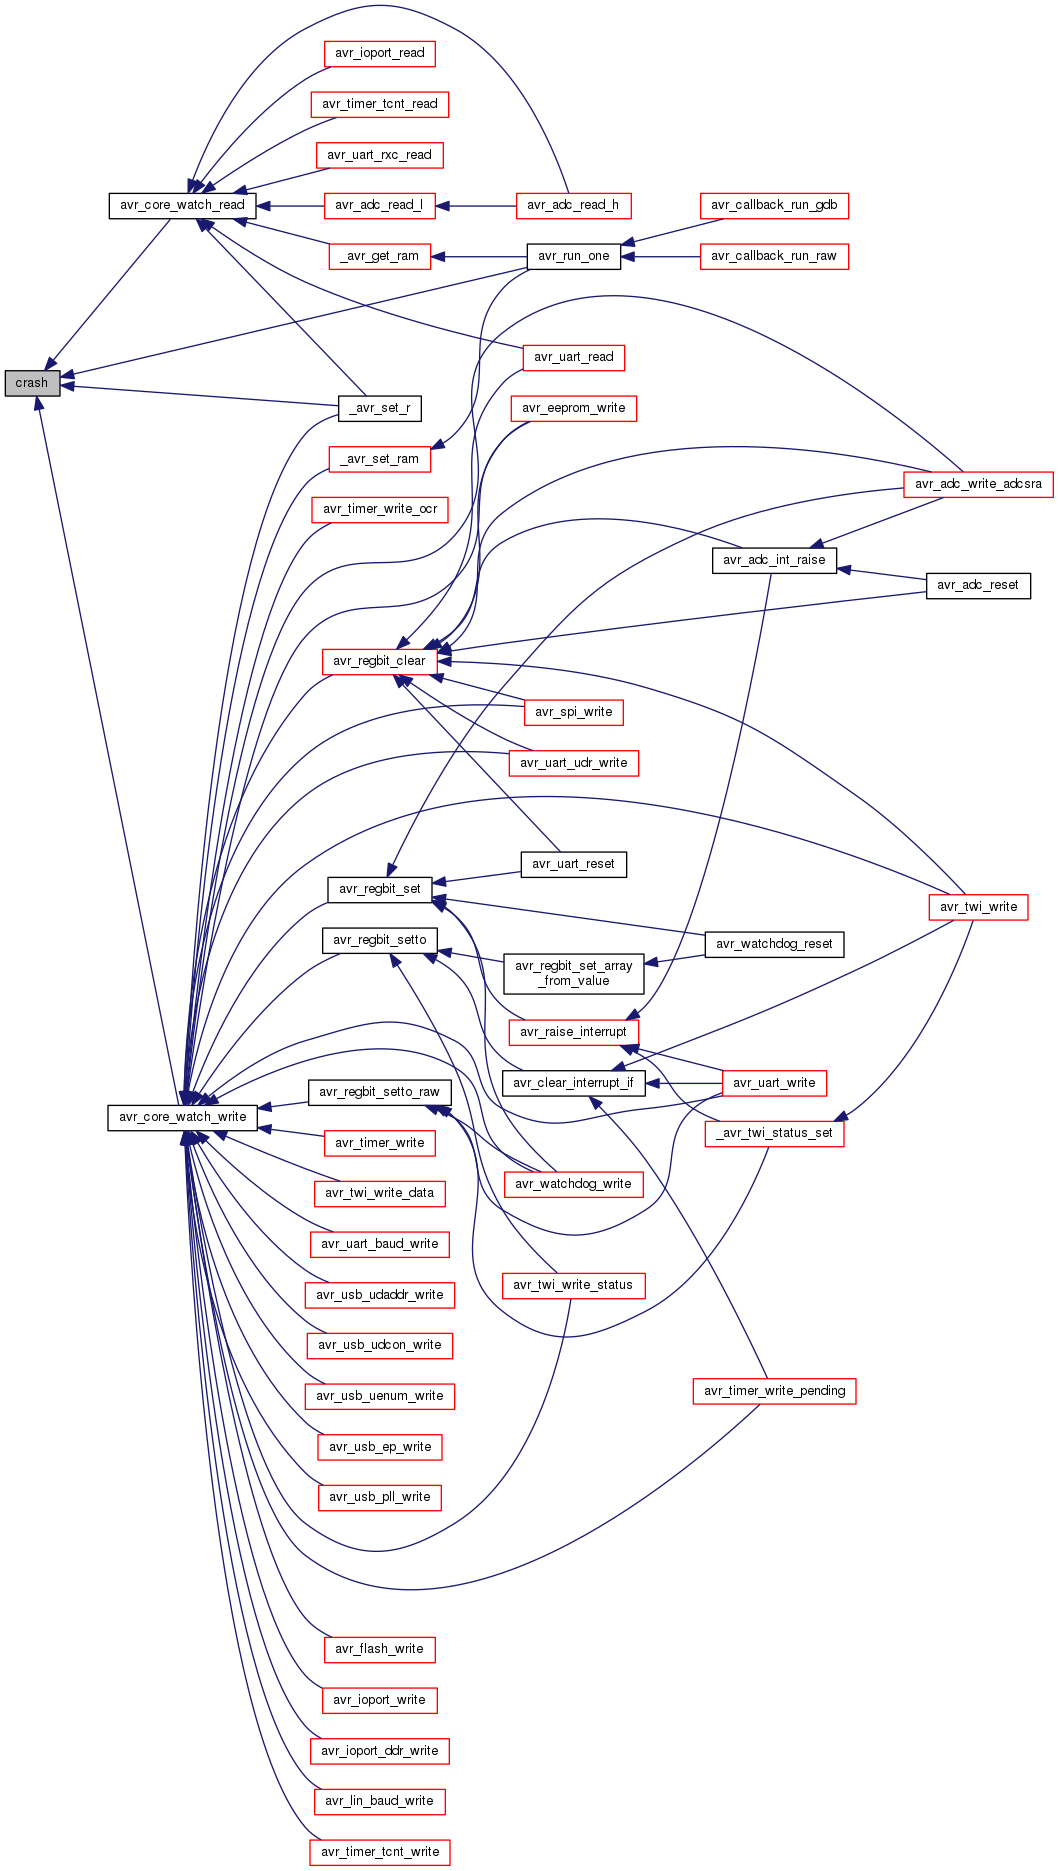 avr_ioport_read
avr_timer_tcnt_read
avr_uart_rxc_read
avr_core_watch_read
avr_adc_read_l
avr_adc_read_h
avr_callback_run_gdb
_avr_get_ram
avr_run_one
avr_callback_run_raw
avr_uart_read
crash
_avr_set_r
avr_eeprom_write
_avr_set_ram
avr_adc_write_adcsra
avr_timer_write_ocr
avr_adc_int_raise
avr_adc_reset
avr_regbit_clear
avr_spi_write
avr_uart_udr_write
avr_uart_reset
avr_regbit_set
avr_twi_write
avr_regbit_setto
avr_watchdog_reset
avr_regbit_set_array
_from_value
avr_raise_interrupt
avr_clear_interrupt_if
avr_uart_write
avr_regbit_setto_raw
avr_core_watch_write
_avr_twi_status_set
avr_timer_write
avr_watchdog_write
avr_twi_write_data
avr_uart_baud_write
avr_twi_write_status
avr_usb_udaddr_write
avr_usb_udcon_write
avr_timer_write_pending
avr_usb_uenum_write
avr_usb_ep_write
avr_usb_pll_write
avr_flash_write
avr_ioport_write
avr_ioport_ddr_write
avr_lin_baud_write
avr_timer_tcnt_write